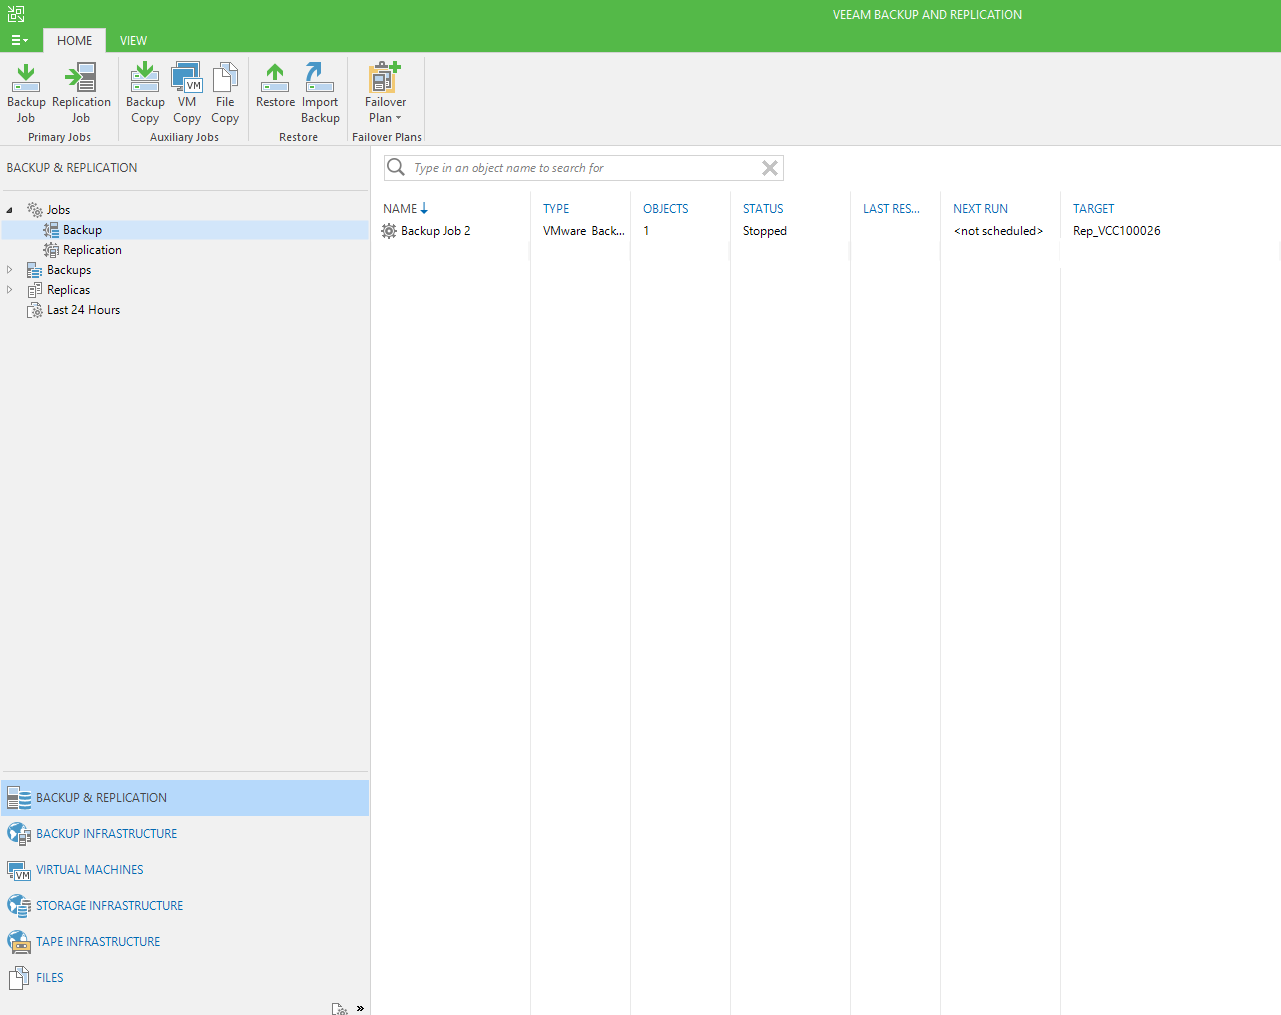 VEEAM BACKUP AND REPLICATION
HOME VIEW
Backup Job
Replication Job
Primary Jobs
Backup Copy
VM Copy
File Copy
Auxiliary Jobs
Restore
Import Backup
Restore
Failover Plan
Failover Plans
BACKUP & REPLICATION
Jobs
Backup
Replication
Backups
Replicas
Last 24 Hours
Type in an object name to search for
NAME TYPE OBJECTS STATUS LAST RES... NEXT RUN TARGET
Backup Job 2 VMware Back... 1 Stopped <not scheduled> Rep_VCC100026
BACKUP & REPLICATION
BACKUP INFRASTRUCTURE
VM VIRTUAL MACHINES
STORAGE INFRASTRUCTURE
TAPE INFRASTRUCTURE
FILES
»